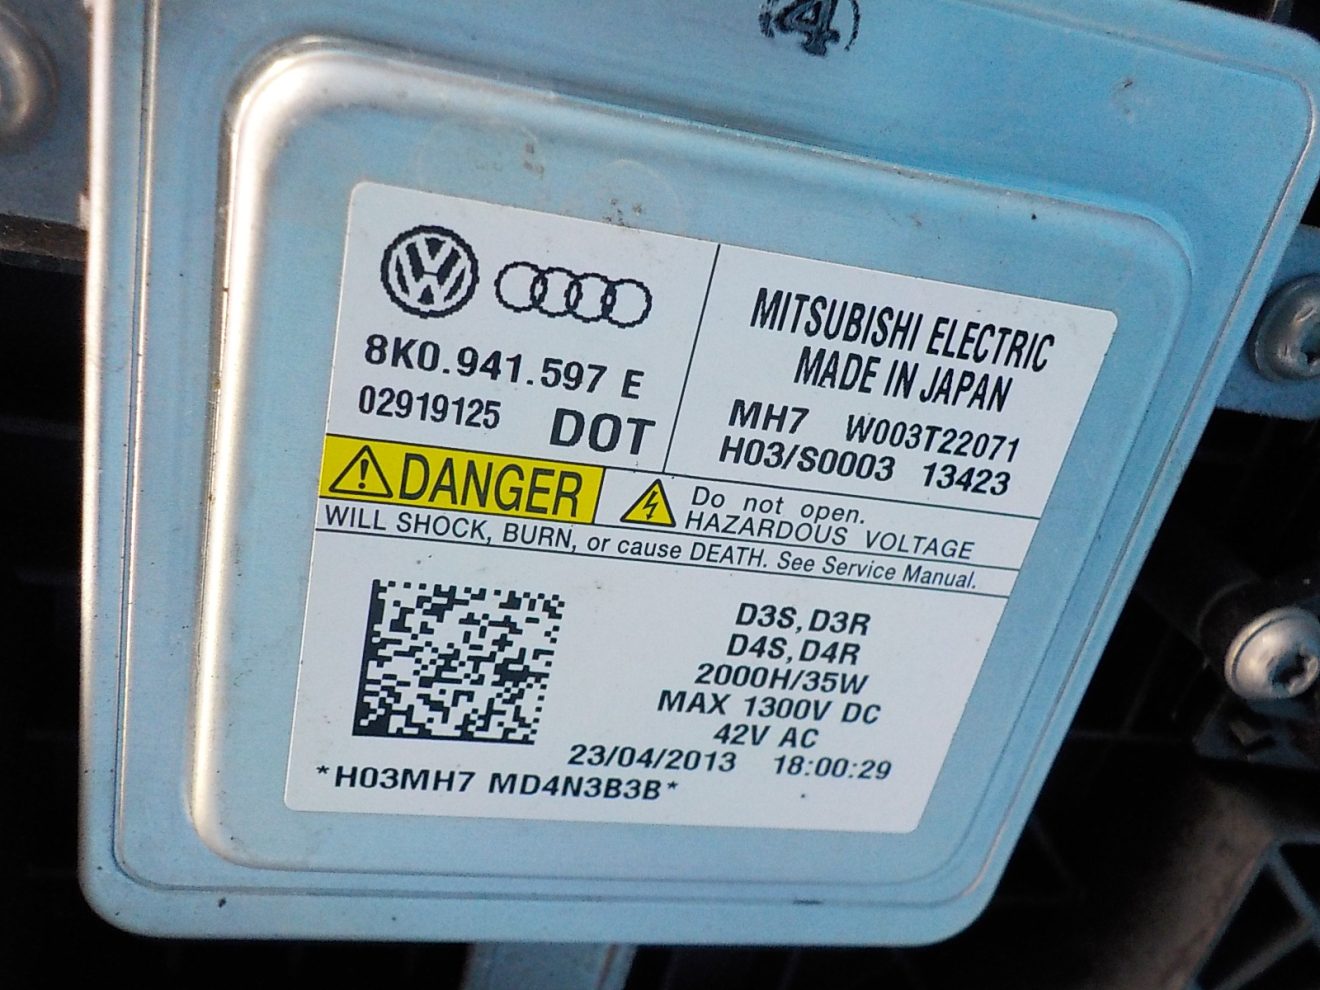 4
8K0.941.597 E
02919125 DOT
MITSUBISHI ELECTRIC
MADE IN JAPAN
MH7 W003T22071
H03/S0003 13423
DANGER
Do not open.
HAZARDOUS VOLTAGE
WILL SHOCK, BURN, or cause DEATH. See Service Manual.
D3S, D3R
D4S, D4R
2000H/35W
MAX 1300V DC
42V AC
23/04/2013 18:00:29
*H03MH7 MD4N3B3B*